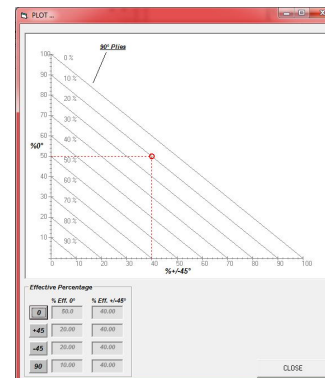 PLOT ...
90º Plies
100
90
80
70
60
50
40
30
20
10
%0°
0 %
10 %
20 %
30 %
40 %
50 %
60 %
70 %
80 %
90 %
0 10 20 30 40 50 60 70 80 90 100
%+/-45°
Effective Percentage
% Eff. 0° % Eff. +/-45°
0 50.0 40.00
+45 20.00 40.00
-45 20.00 40.00
90 10.00 40.00
CLOSE